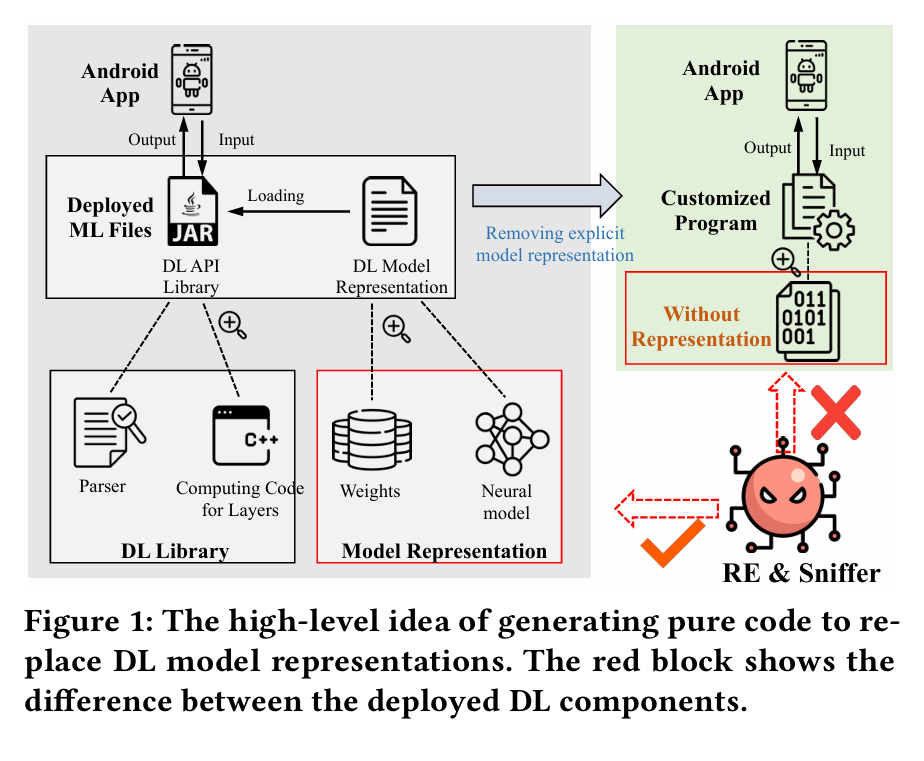 Android
App
Output
Input
Deployed
ML Files
JAR
Loading
DL API
Library
DL Model
Representation
Removing explicit
model representation
Android
App
Output
Input
Customized
Program
Without
Representation
011
0101
001
Parser
C++
Computing Code
for Layers
DL Library
Weights
Neural
model
Model Representation
RE & Sniffer
Figure 1: The high-level idea of generating pure code to re-
place DL model representations. The red block shows the
difference between the deployed DL components.